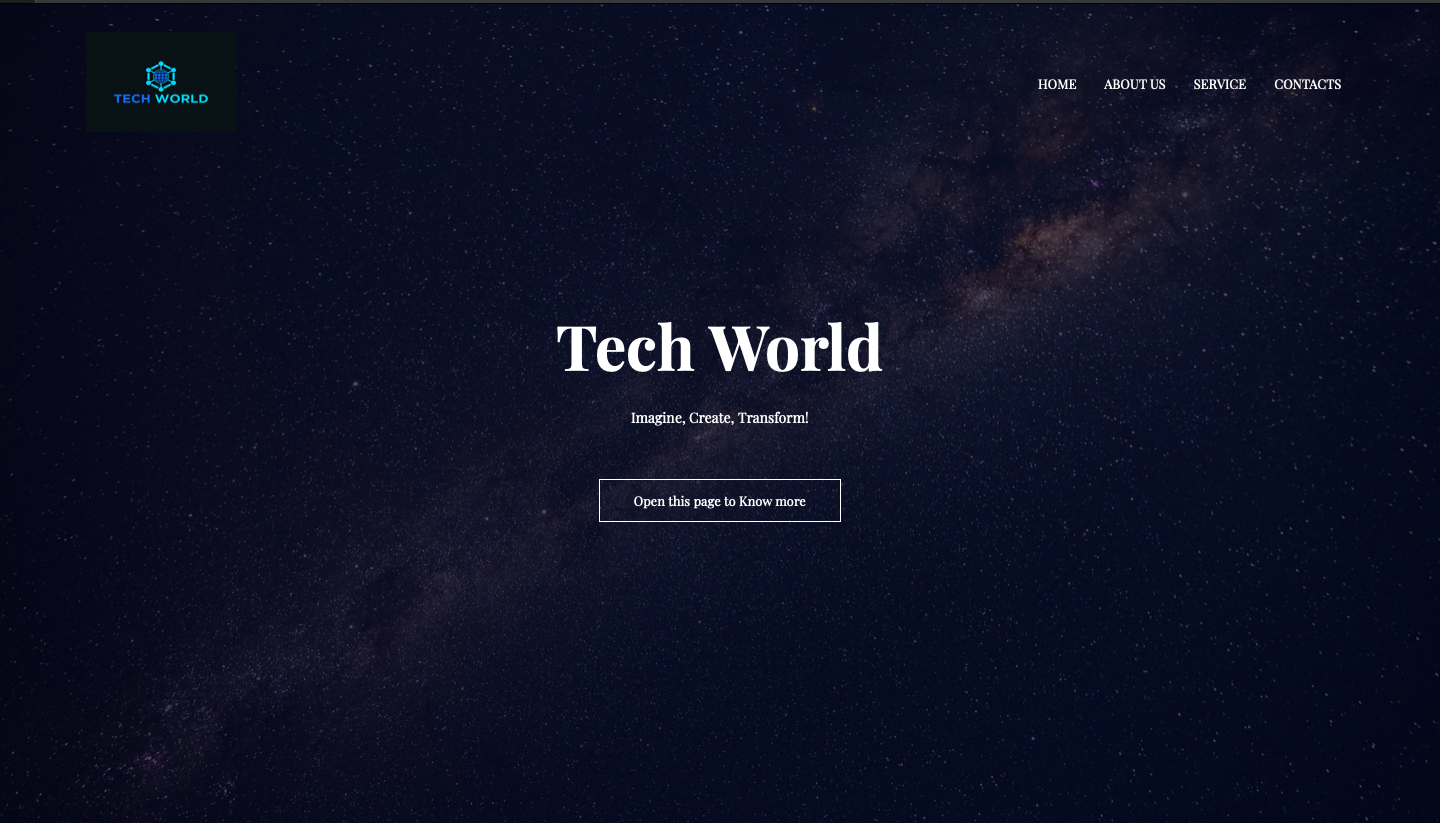 TECH WORLD
HOME ABOUT US SERVICE CONTACTS
Tech World
Imagine, Create, Transform!
Open this page to Know more